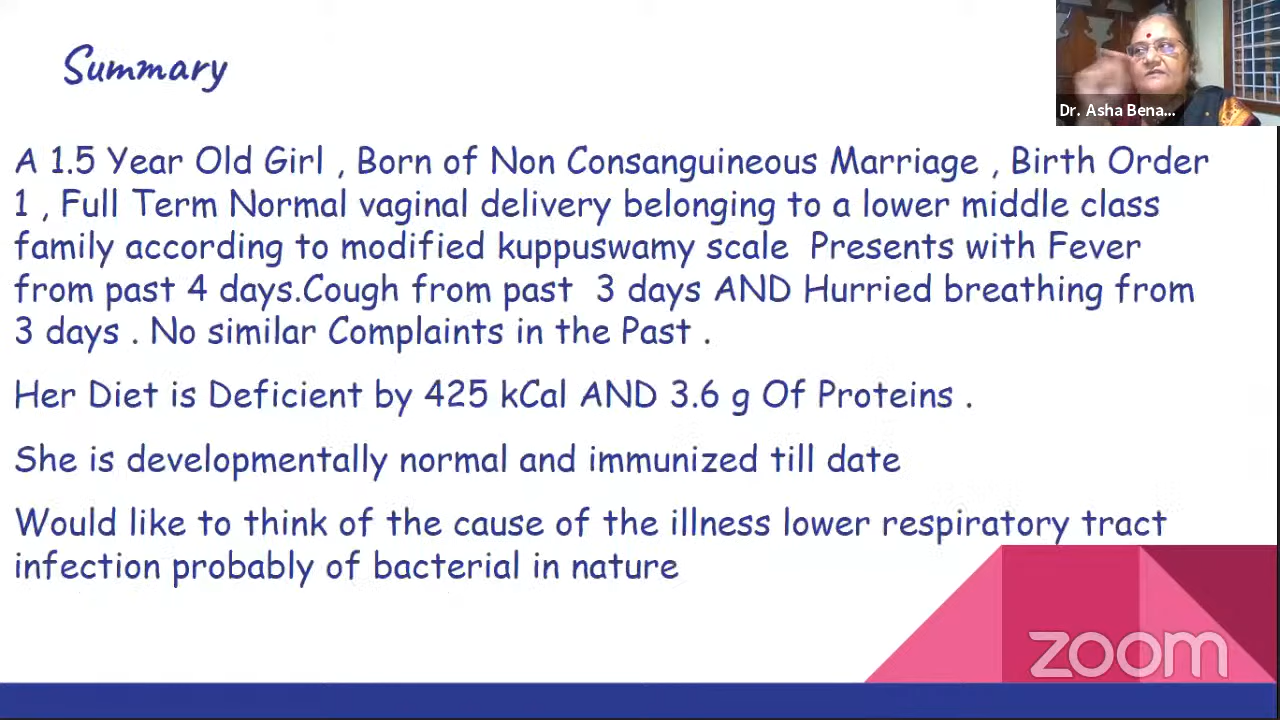 Summary
Dr. Asha Bena...
A 1.5 Year Old Girl , Born of Non Consanguineous Marriage , Birth Order
1 , Full Term Normal vaginal delivery belonging to a lower middle class
family according to modified kuppuswamy scale Presents with Fever
from past 4 days.Cough from past 3 days AND Hurried breathing from
3 days . No similar Complaints in the Past .
Her Diet is Deficient by 425 kCal AND 3.6 g Of Proteins .
She is developmentally normal and immunized till date
Would like to think of the cause of the illness lower respiratory tract
infection probably of bacterial in nature
zoom